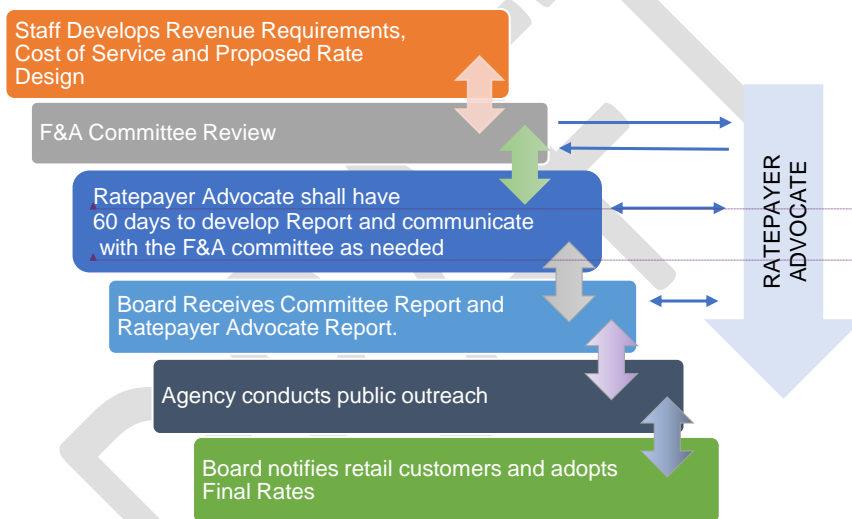 Staff Develops Revenue Requirements,
Cost of Service and Proposed Rate
Design
F&A Committee Review
Ratepayer Advocate shall have
60 days to develop Report and communicate
with the F&A committee as needed
Board Receives Committee Report and
Ratepayer Advocate Report.
Agency conducts public outreach
Board notifies retail customers and adopts
Final Rates
RATEPAYER
ADVOCATE